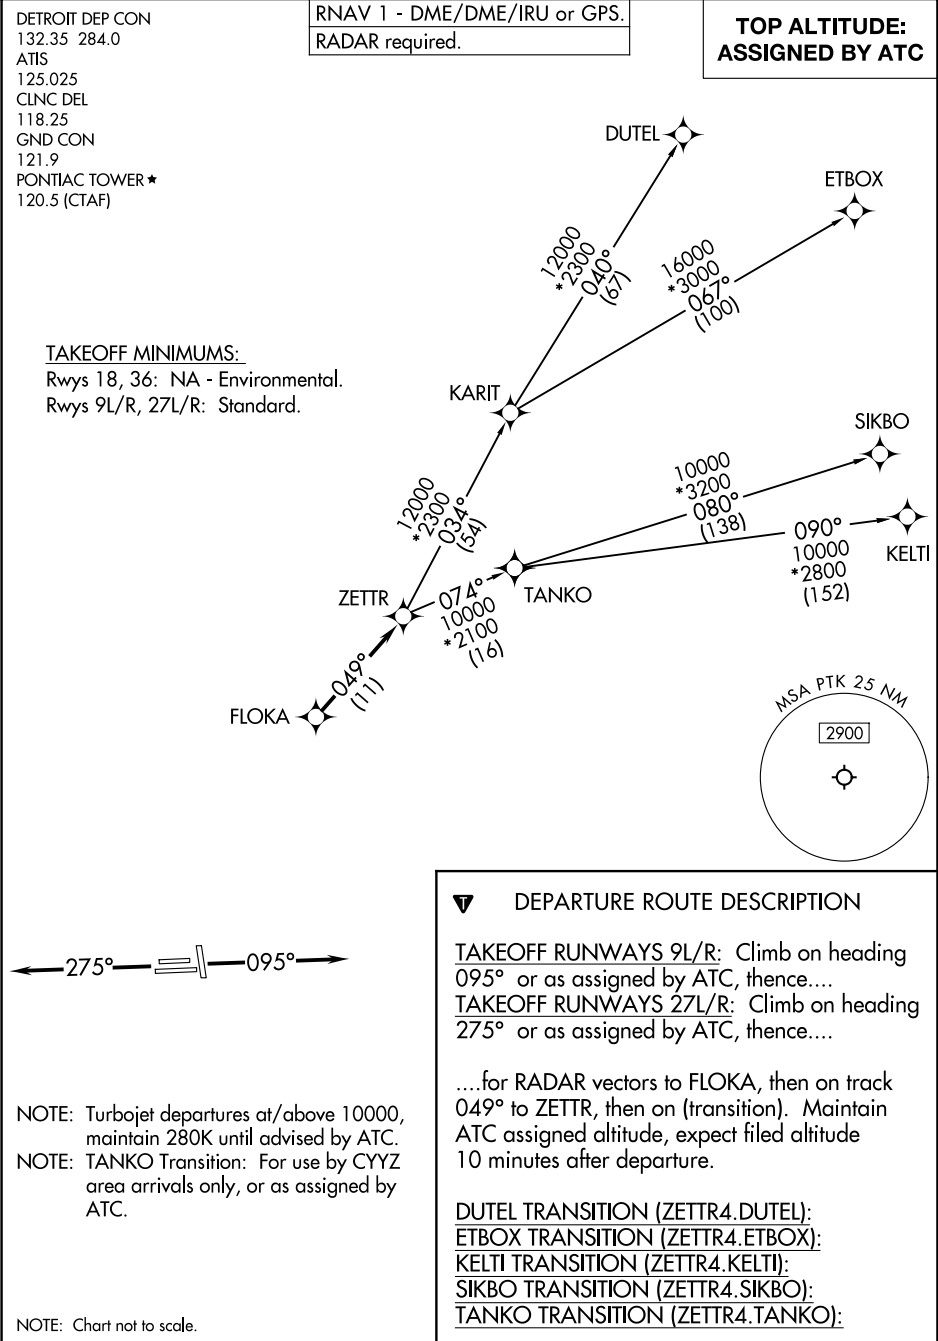 DETROIT DEP CON
132.35 284.0
ATIS
125.025
CLNC DEL
118.25
GND CON
121.9
PONTIAC TOWER★
120.5 (CTAF)
RNAV 1 - DME/DME/IRU or GPS.
RADAR required.
TOP ALTITUDE:
ASSIGNED BY ATC
DUTEL
ETBOX
12000
*2300
040°
(67)
16000
*3000
067°
(100)
TAKEOFF MINIMUMS:
Rwys 18, 36: NA - Environmental.
Rwys 9L/R, 27L/R: Standard.
KARIT
SIKBO
12000
*2300
034°
(54)
10000
*3200
080°
(138)
090°
10000
*2800
(152)
KELTI
ZETTR
074°
10000
*2100
(16)
TANKO
049°
(11)
FLOKA
MSA PTK 25 NM
2900
275°
095°
NOTE: Turbojet departures at/above 10000,
maintain 280K until advised by ATC.
NOTE: TANKO Transition: For use by CYYZ
area arrivals only, or as assigned by
ATC.
NOTE: Chart not to scale.
T DEPARTURE ROUTE DESCRIPTION
TAKEOFF RUNWAYS 9L/R: Climb on heading
095° or as assigned by ATC, thence....
TAKEOFF RUNWAYS 27L/R: Climb on heading
275° or as assigned by ATC, thence....
....for RADAR vectors to FLOKA, then on track
049° to ZETTR, then on (transition). Maintain
ATC assigned altitude, expect filed altitude
10 minutes after departure.
DUTEL TRANSITION (ZETTR4.DUTEL):
ETBOX TRANSITION (ZETTR4.ETBOX):
KELTI TRANSITION (ZETTR4.KELTI):
SIKBO TRANSITION (ZETTR4.SIKBO):
TANKO TRANSITION (ZETTR4.TANKO):